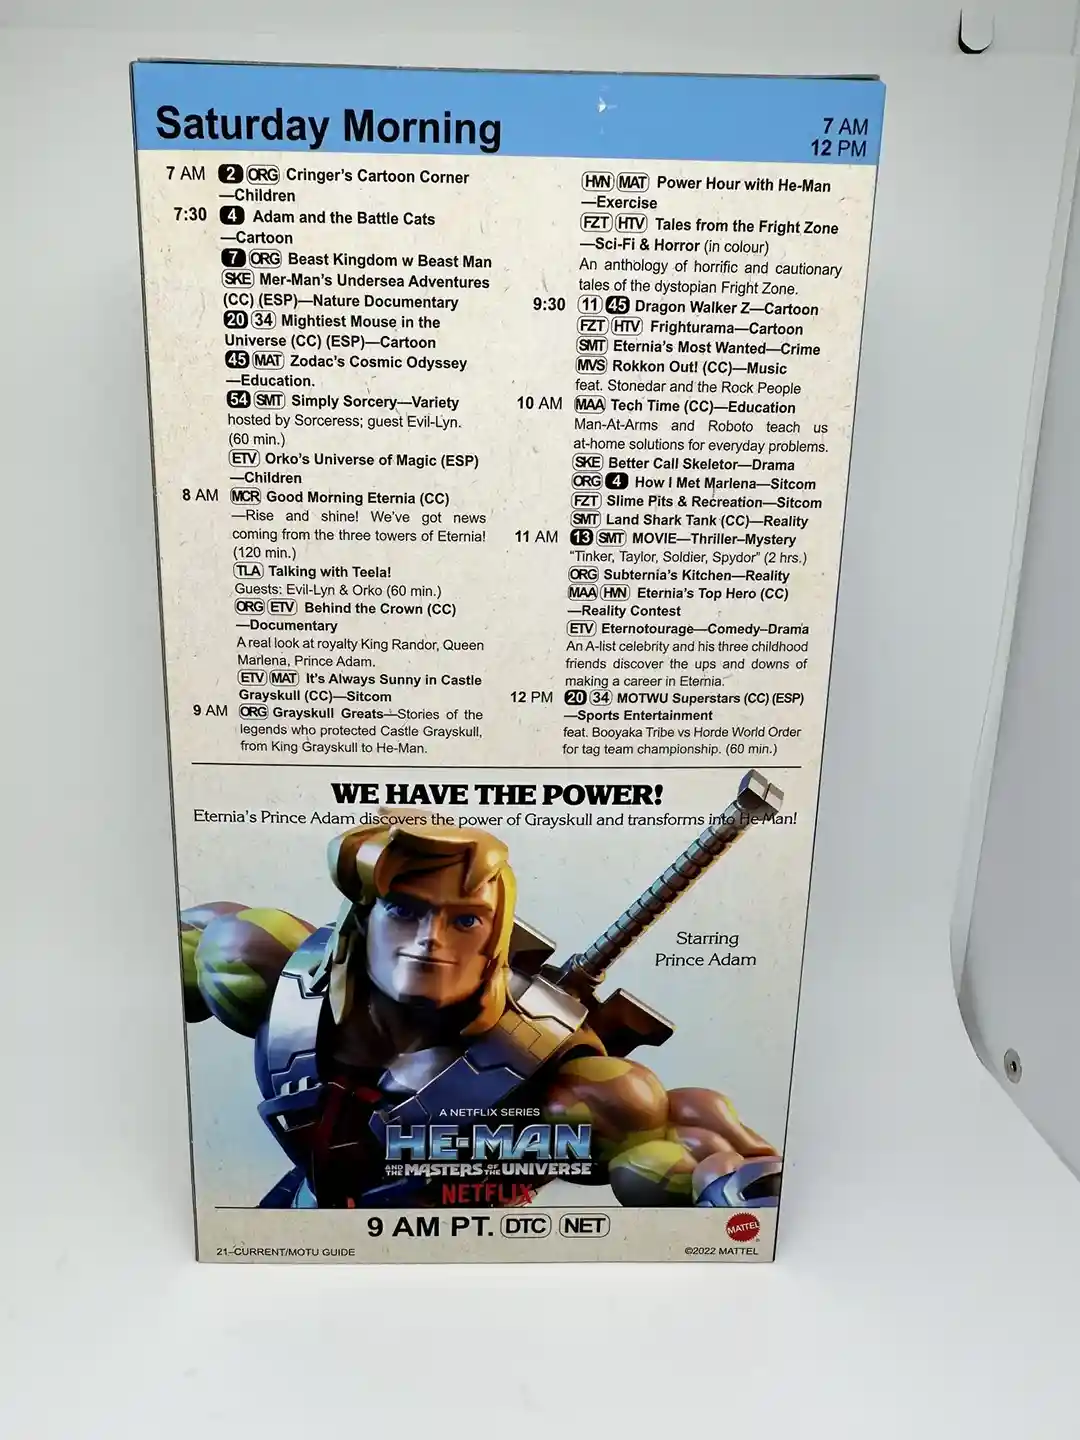 Saturday Morning
7 AM
12 PM
7 AM 2 ORG Cringer's Cartoon Corner
—Children
7:30 4 Adam and the Battle Cats
—Cartoon
7 ORG Beast Kingdom w Beast Man
SKE Mer-Man's Undersea Adventures
(CC) (ESP)—Nature Documentary
20 34 Mightiest Mouse in the
Universe (CC) (ESP)—Cartoon
45 MAT Zodac's Cosmic Odyssey
—Education.
54 SMT Simply Sorcery—Variety
hosted by Sorceress; guest Evil-Lyn.
(60 min.)
ETV Orko's Universe of Magic (ESP)
—Children
8 AM MCR Good Morning Eternia (CC)
—Rise and shine! We've got news
coming from the three towers of Eternia!
(120 min.)
TLA Talking with Teela!
Guests: Evil-Lyn & Orko (60 min.)
ORG ETV Behind the Crown (CC)
—Documentary
A real look at royalty King Randor, Queen
Marlena, Prince Adam.
ETV MAT It's Always Sunny in Castle
Grayskull (CC)—Sitcom
9 AM ORG Grayskull Greats—Stories of the
legends who protected Castle Grayskull,
from King Grayskull to He-Man.
HVN MAT Power Hour with He-Man
—Exercise
FZT HTV Tales from the Fright Zone
—Sci-Fi & Horror (in colour)
An anthology of horrific and cautionary
tales of the dystopian Fright Zone.
9:30 11 45 Dragon Walker Z—Cartoon
FZT HTV Frighturama—Cartoon
SMT Eternia's Most Wanted—Crime
MVS Rokkon Out! (CC)—Music
feat. Stonedar and the Rock People
10 AM MAA Tech Time (CC)—Education
Man-At-Arms and Roboto teach us
at-home solutions for everyday problems.
SKE Better Call Skeletor—Drama
ORG 4 How I Met Marlena—Sitcom
FZT Slime Pits & Recreation—Sitcom
SMT Land Shark Tank (CC)—Reality
11 AM 13 SMT MOVIE—Thriller–Mystery
"Tinker, Taylor, Soldier, Spydor" (2 hrs.)
ORG Subternia's Kitchen—Reality
MAA HVN Eternia's Top Hero (CC)
—Reality Contest
ETV Eternotourage—Comedy–Drama
An A-list celebrity and his three childhood
friends discover the ups and downs of
making a career in Eternia.
12 PM 20 34 MOTWU Superstars (CC) (ESP)
—Sports Entertainment
feat. Booyaka Tribe vs Horde World Order
for tag team championship. (60 min.)
WE HAVE THE POWER!
Eternia's Prince Adam discovers the power of Grayskull and transforms into He-Man!
Starring
Prince Adam
A NETFLIX SERIES
HE-MAN
AND THE MASTERS OF THE UNIVERSE
NETFLIX
9 AM PT. DTC NET
MATTEL
21–CURRENT/MOTU GUIDE
©2022 MATTEL